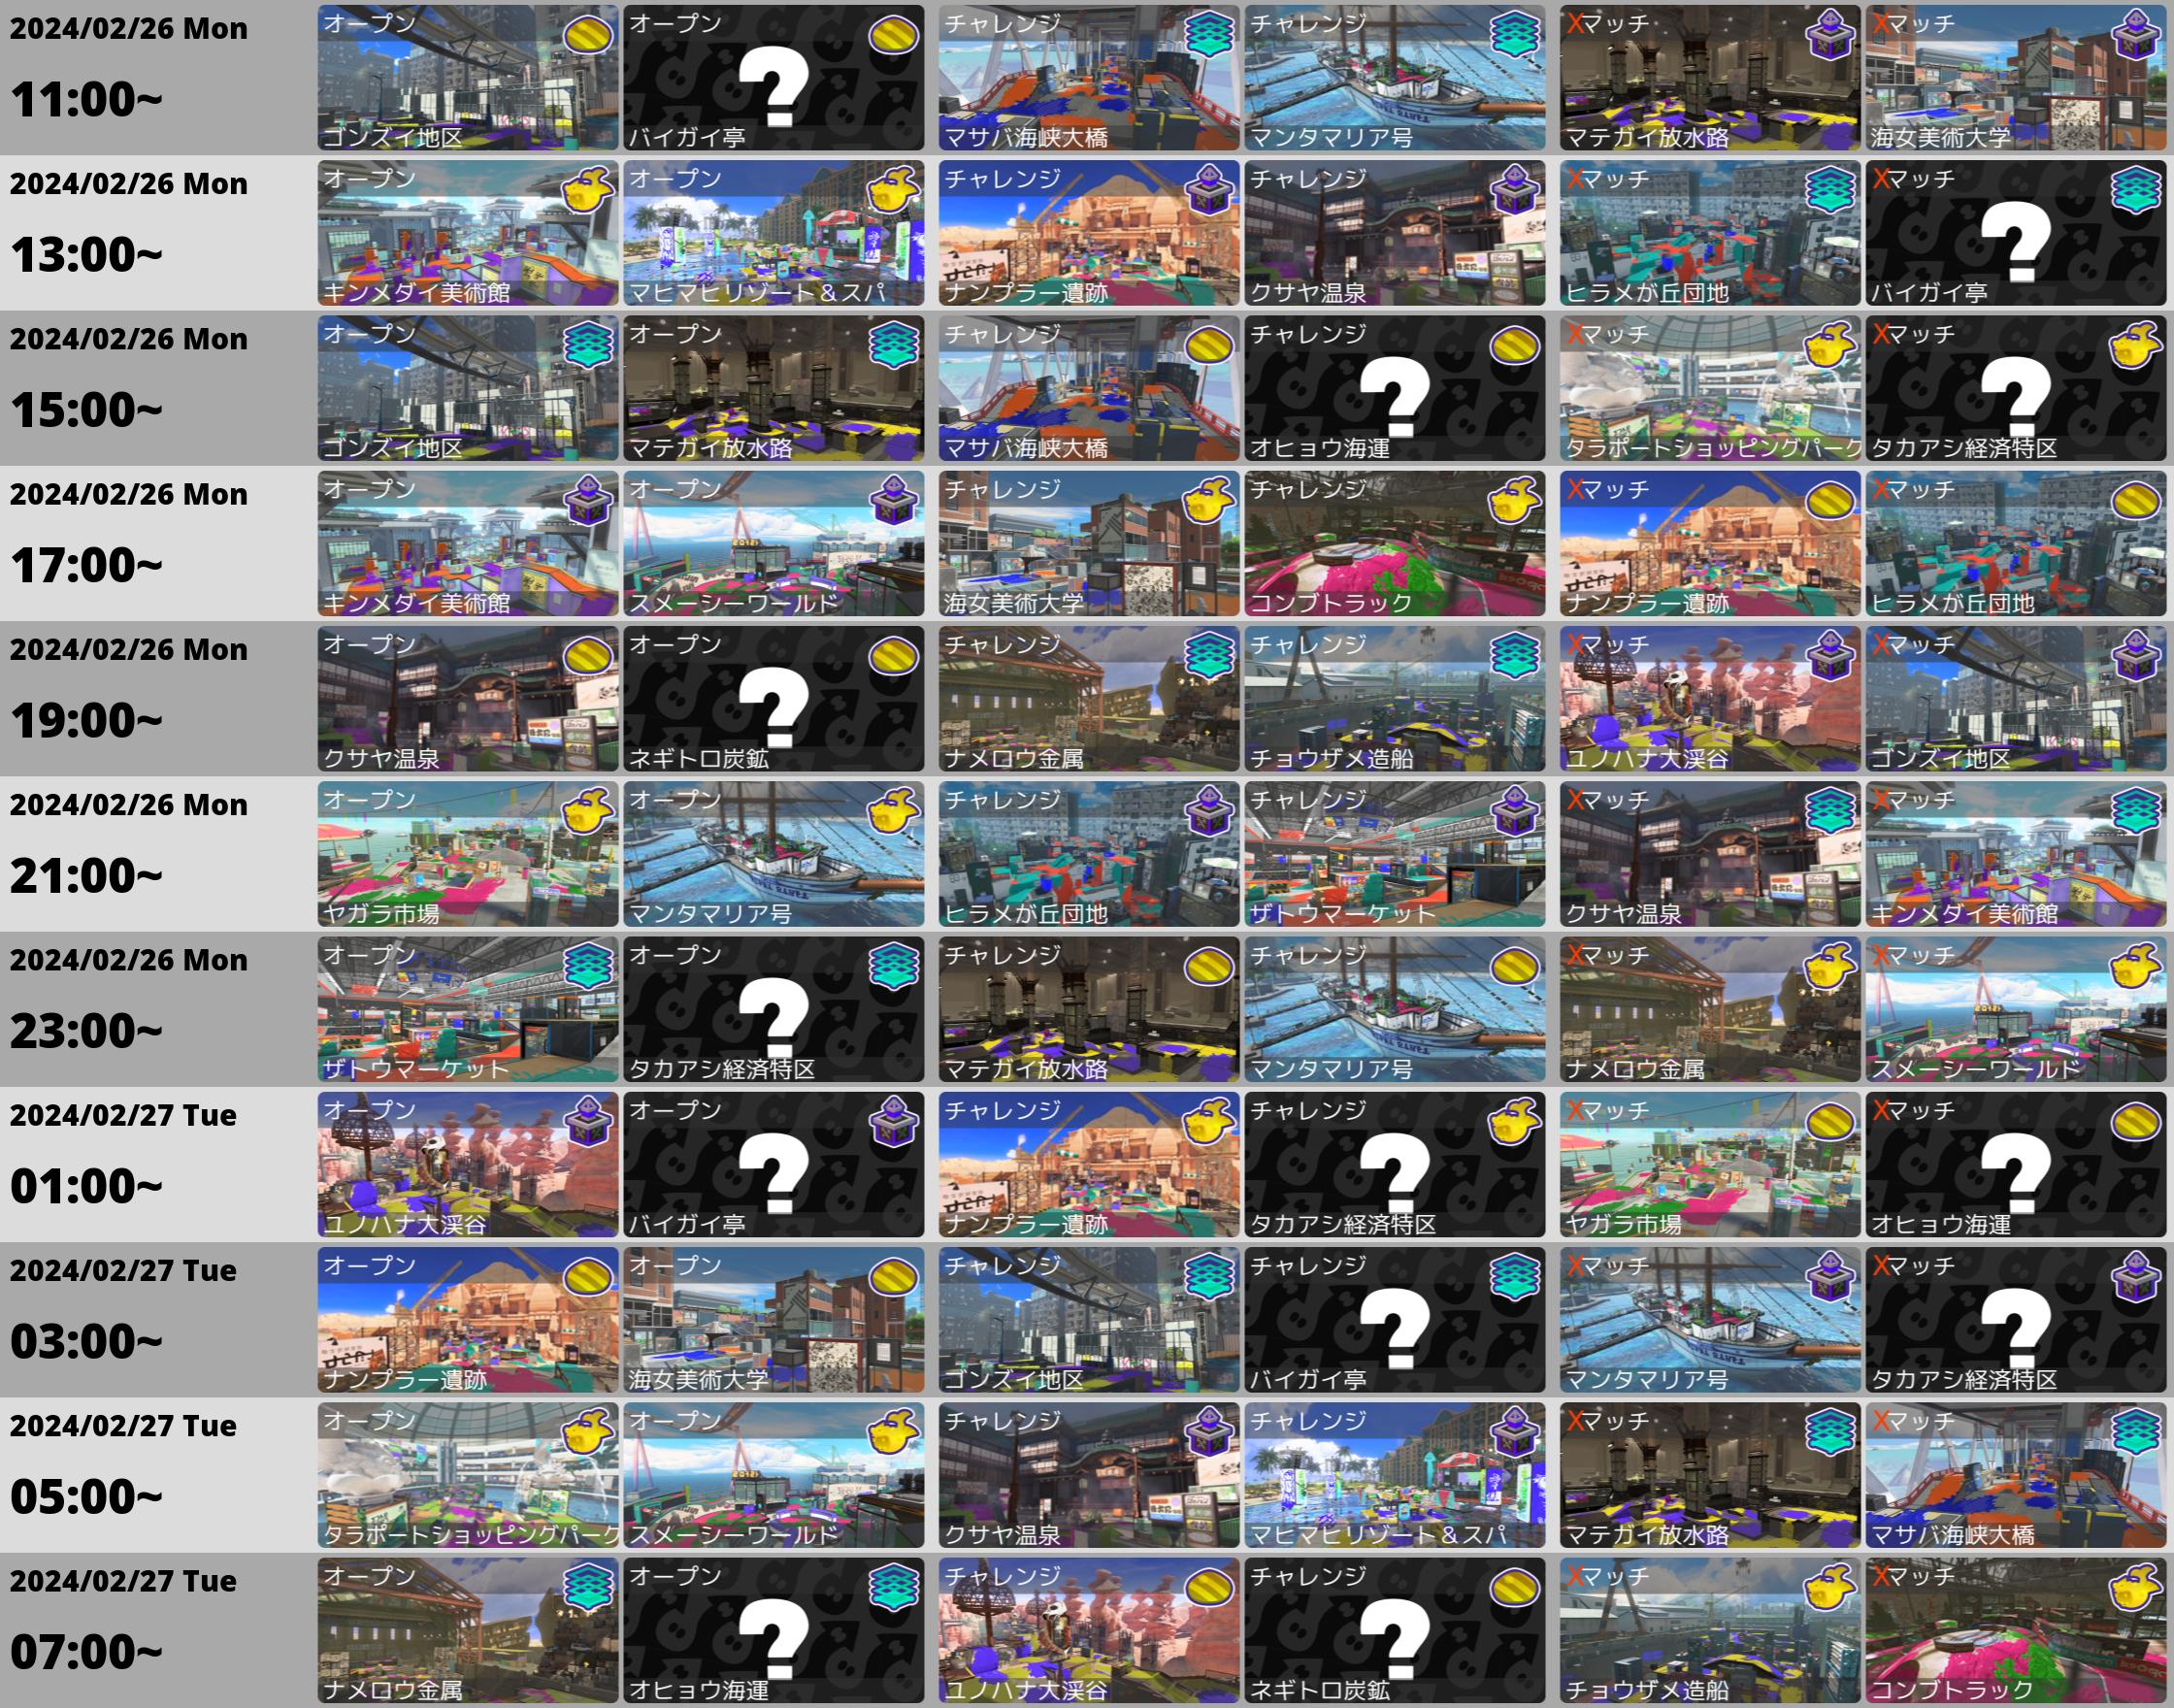 2024/02/26 Mon
11:00~
オープン
ゴンズイ地区
オープン
バイガイ亭
チャレンジ
マサバ海峡大橋
チャレンジ
マンタマリア号
Xマッチ
マテガイ放水路
Xマッチ
海女美術大学
2024/02/26 Mon
13:00~
オープン
キンメダイ美術館
オープン
マヒマヒリゾート&スパ
チャレンジ
ナンプラー遺跡
チャレンジ
クサヤ温泉
Xマッチ
ヒラメが丘団地
Xマッチ
バイガイ亭
2024/02/26 Mon
15:00~
オープン
ゴンズイ地区
オープン
マテガイ放水路
チャレンジ
マサバ海峡大橋
チャレンジ
オヒョウ海運
Xマッチ
タラポートショッピングパーク
Xマッチ
タカアシ経済特区
2024/02/26 Mon
17:00~
オープン
キンメダイ美術館
オープン
スメーシーワールド
チャレンジ
海女美術大学
チャレンジ
コンブトラック
Xマッチ
ナンプラー遺跡
Xマッチ
ヒラメが丘団地
2024/02/26 Mon
19:00~
オープン
クサヤ温泉
オープン
ネギトロ炭鉱
チャレンジ
ナメロウ金属
チャレンジ
チョウザメ造船
Xマッチ
ユノハナ大渓谷
Xマッチ
ゴンズイ地区
2024/02/26 Mon
21:00~
オープン
ヤガラ市場
オープン
マンタマリア号
チャレンジ
ヒラメが丘団地
チャレンジ
ザトウマーケット
Xマッチ
クサヤ温泉
Xマッチ
キンメダイ美術館
2024/02/26 Mon
23:00~
オープン
ザトウマーケット
オープン
タカアシ経済特区
チャレンジ
マテガイ放水路
チャレンジ
マンタマリア号
Xマッチ
ナメロウ金属
Xマッチ
スメーシーワールド
2024/02/27 Tue
01:00~
オープン
ユノハナ大渓谷
オープン
バイガイ亭
チャレンジ
ナンプラー遺跡
チャレンジ
タカアシ経済特区
Xマッチ
ヤガラ市場
Xマッチ
オヒョウ海運
2024/02/27 Tue
03:00~
オープン
ナンプラー遺跡
オープン
海女美術大学
チャレンジ
ゴンズイ地区
チャレンジ
バイガイ亭
Xマッチ
マンタマリア号
Xマッチ
タカアシ経済特区
2024/02/27 Tue
05:00~
オープン
タラポートショッピングパーク
オープン
スメーシーワールド
チャレンジ
クサヤ温泉
チャレンジ
マヒマヒリゾート&スパ
Xマッチ
マテガイ放水路
Xマッチ
マサバ海峡大橋
2024/02/27 Tue
07:00~
オープン
ナメロウ金属
オープン
オヒョウ海運
チャレンジ
ユノハナ大渓谷
チャレンジ
ネギトロ炭鉱
Xマッチ
チョウザメ造船
Xマッチ
コンブトラック